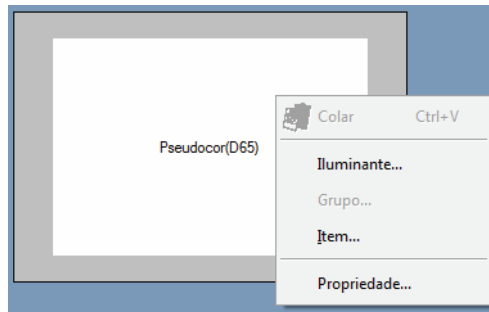 Pseudocor(D65)
Colar Ctrl+V
Iluminante...
Grupo...
Item...
Propriedade...